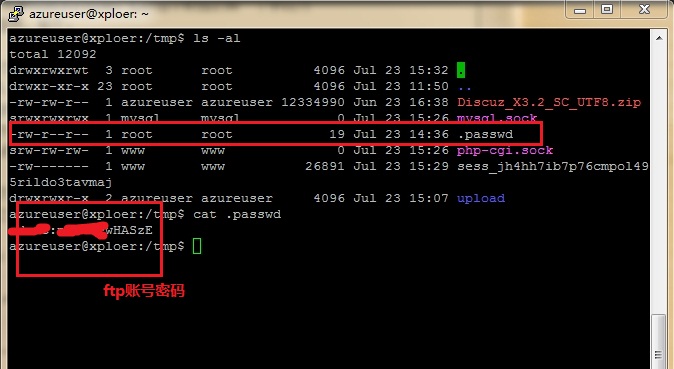 azureuser@xploer: ~
azureuser@xploer:/tmp$ ls -al
total 12092
drwxrwxrwt 3 root root 4096 Jul 23 15:32 .
drwxr-xr-x 23 root root 4096 Jul 23 11:50 ..
-rw-rw-r-- 1 azureuser azureuser 12334990 Jun 23 16:38 Discuz_X3.2_SC_UTF8.zip
srwxrwxrwx 1 mysql mysql 0 Jul 23 15:26 mysql.sock
-rw-r--r-- 1 root root 19 Jul 23 14:36 .passwd
srw-rw-rw- 1 www www 0 Jul 23 15:26 php-cgi.sock
-rw------- 1 www www 26891 Jul 23 15:29 sess_jh4hh7ib7p76cmpol49
5rildo3tavmaj
drwxrwxr-x 2 azureuser azureuser 4096 Jul 23 15:07 upload
azureuser@xploer:/tmp$ cat .passwd
wHASzE
azureuser@xploer:/tmp$
ftp账号密码